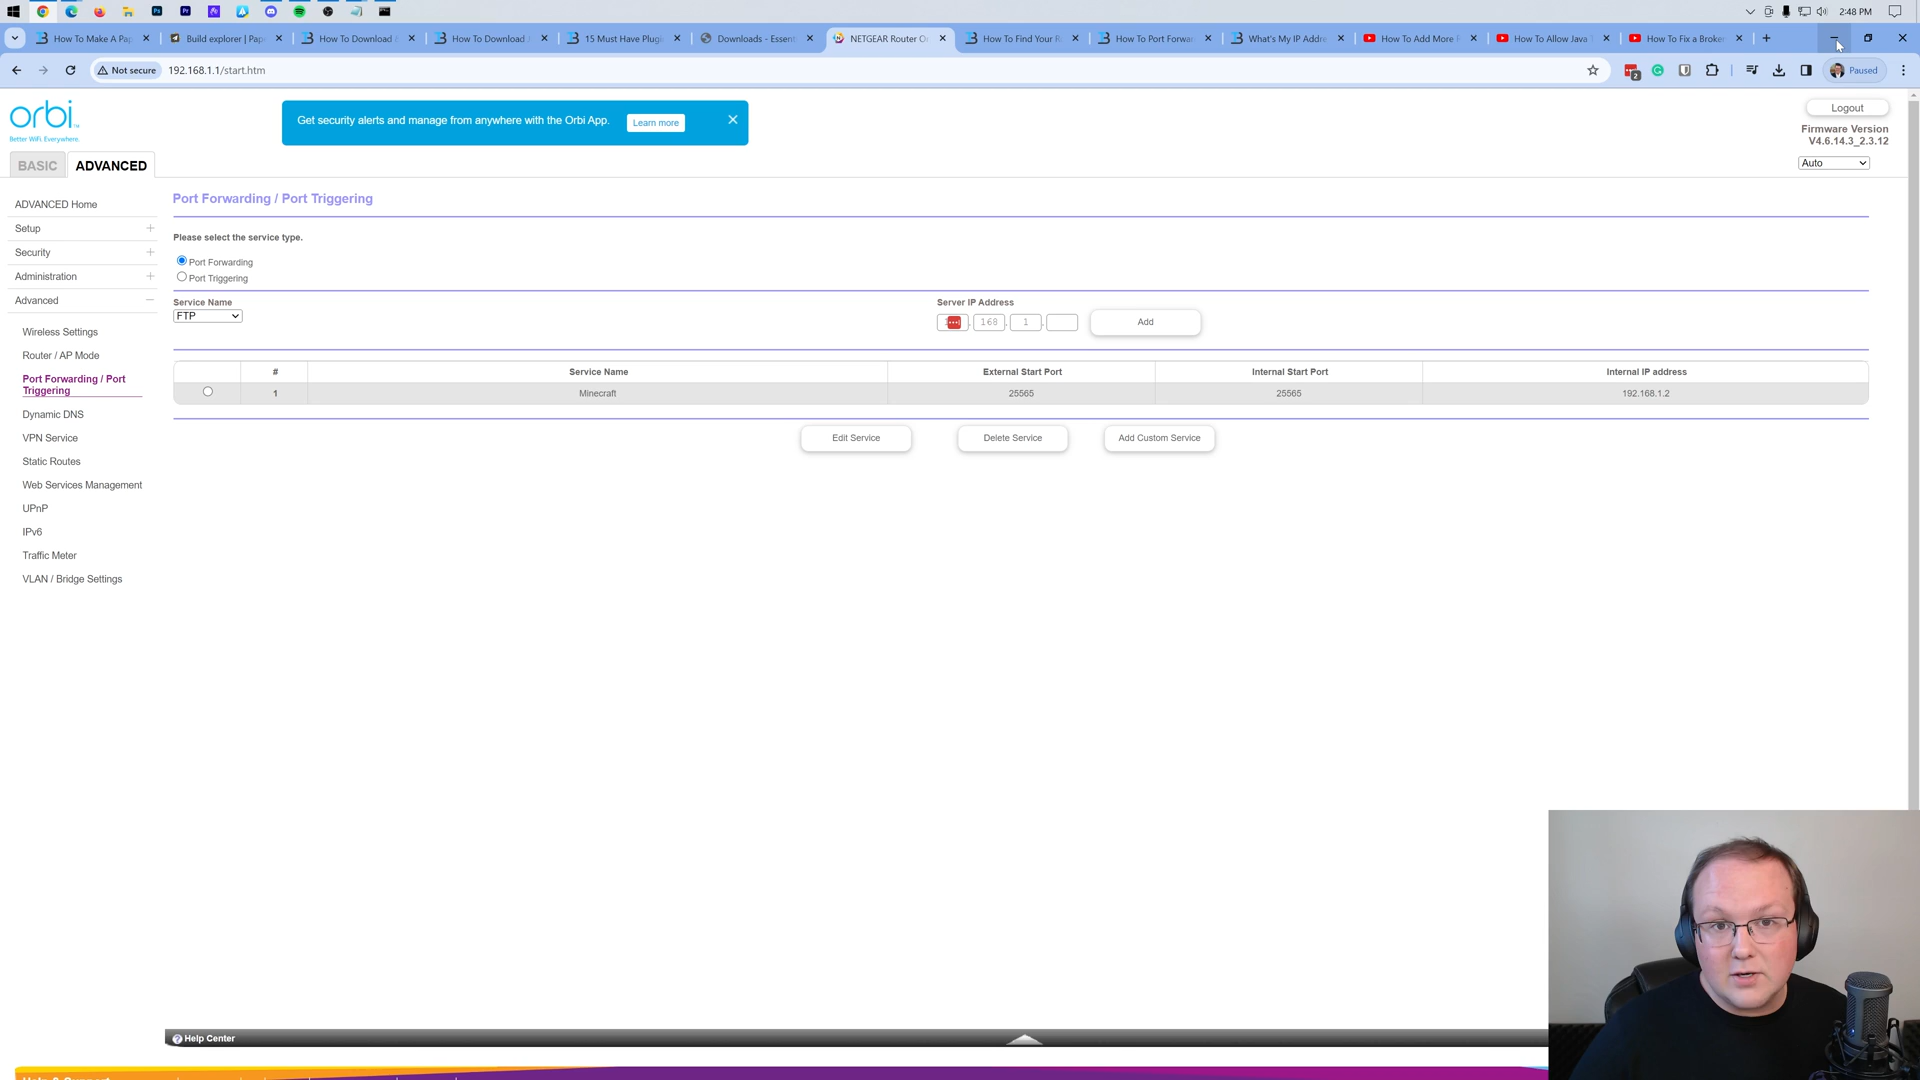 2:48 PM
How To Make A Pap
Build explorer | Pap
How To Download
How To Download
15 Must Have Plugi
Downloads - Essent
NETGEAR Router Or
How To Find Your R
How To Port Forwar
What's My IP Addre
How To Add More
How To Allow Java
How To Fix a Broke
Not secure
192.168.1.1/start.htm
2
Paused
orbi
Better WiFi. Everywhere.
Get security alerts and manage from anywhere with the Orbi App.
Learn more
Logout
Firmware Version
V4.6.14.3_2.3.12
Auto
BASIC
ADVANCED
ADVANCED Home
Setup
Security
Administration
Advanced
Wireless Settings
Router / AP Mode
Port Forwarding / Port
Triggering
Dynamic DNS
VPN Service
Static Routes
Web Services Management
UPnP
IPv6
Traffic Meter
VLAN / Bridge Settings
Port Forwarding / Port Triggering
Please select the service type.
Port Forwarding
Port Triggering
Service Name
FTP
Server IP Address
168
1
Add
# Service Name External Start Port Internal Start Port Internal IP address
1 Minecraft 25565 25565 192.168.1.2
Edit Service
Delete Service
Add Custom Service
Help Center